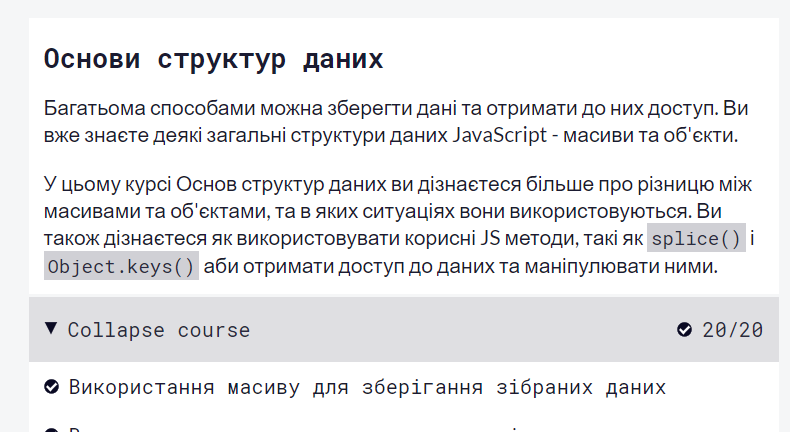 Основи структур даних
Багатьома способами можна зберегти дані та отримати до них доступ. Ви
вже знаєте деякі загальні структури даних JavaScript - масиви та об'єкти.
У цьому курсі Основ структур даних ви дізнаєтеся більше про різницю між
масивами та об'єктами, та в яких ситуаціях вони використовуються. Ви
також дізнаєтеся як використовувати корисні JS методи, такі як splice() і
Object.keys() аби отримати доступ до даних та маніпулювати ними.
Collapse course 20/20
Використання масиву для зберігання зібраних даних